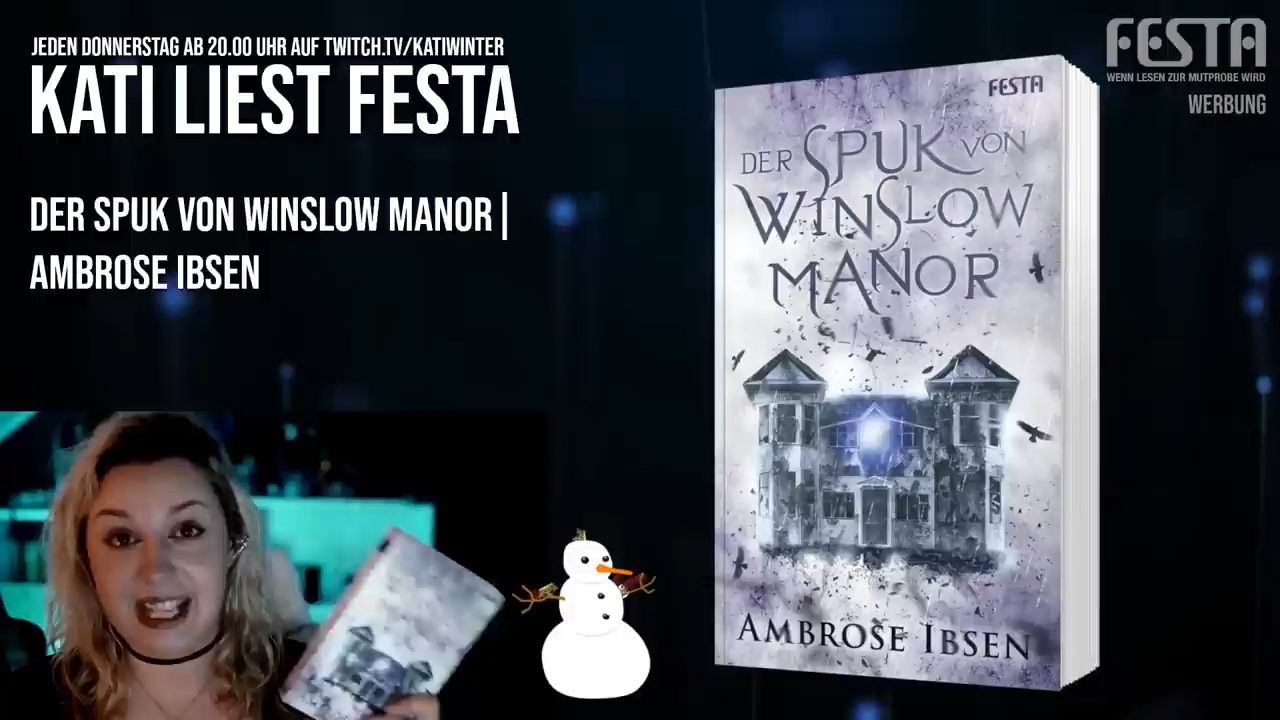 JEDEN DONNERSTAG AB 20.00 UHR AUF TWITCH.TV/KATIWINTER
KATI LIEST FESTA
DER SPUK VON WINSLOW MANOR |
AMBROSE IBSEN
FESTA
WENN LESEN ZUR MUTPROBE WIRD
WERBUNG
FESTA
DER SPUK VON
WINSLOW
MANOR
AMBROSE IBSEN